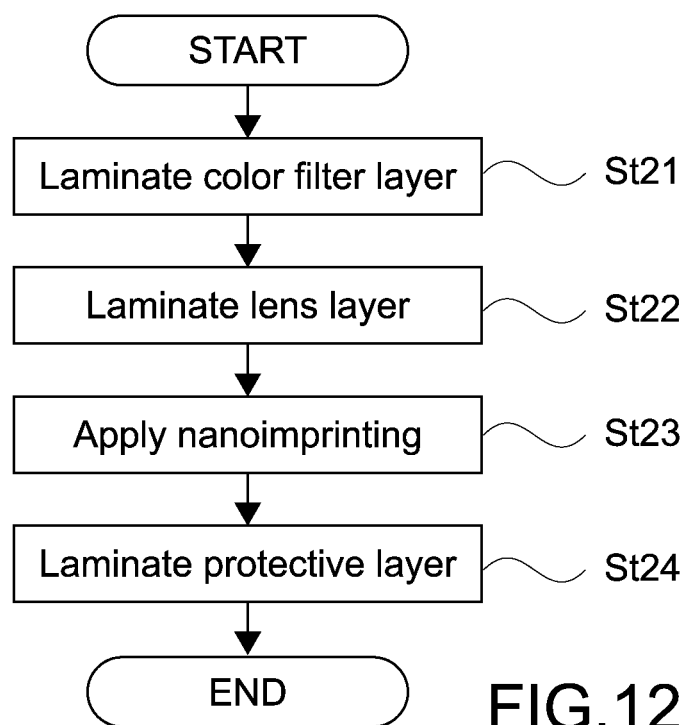 START
Laminate color filter layer St21
Laminate lens layer St22
Apply nanoimprinting St23
Laminate protective layer St24
END
FIG.12